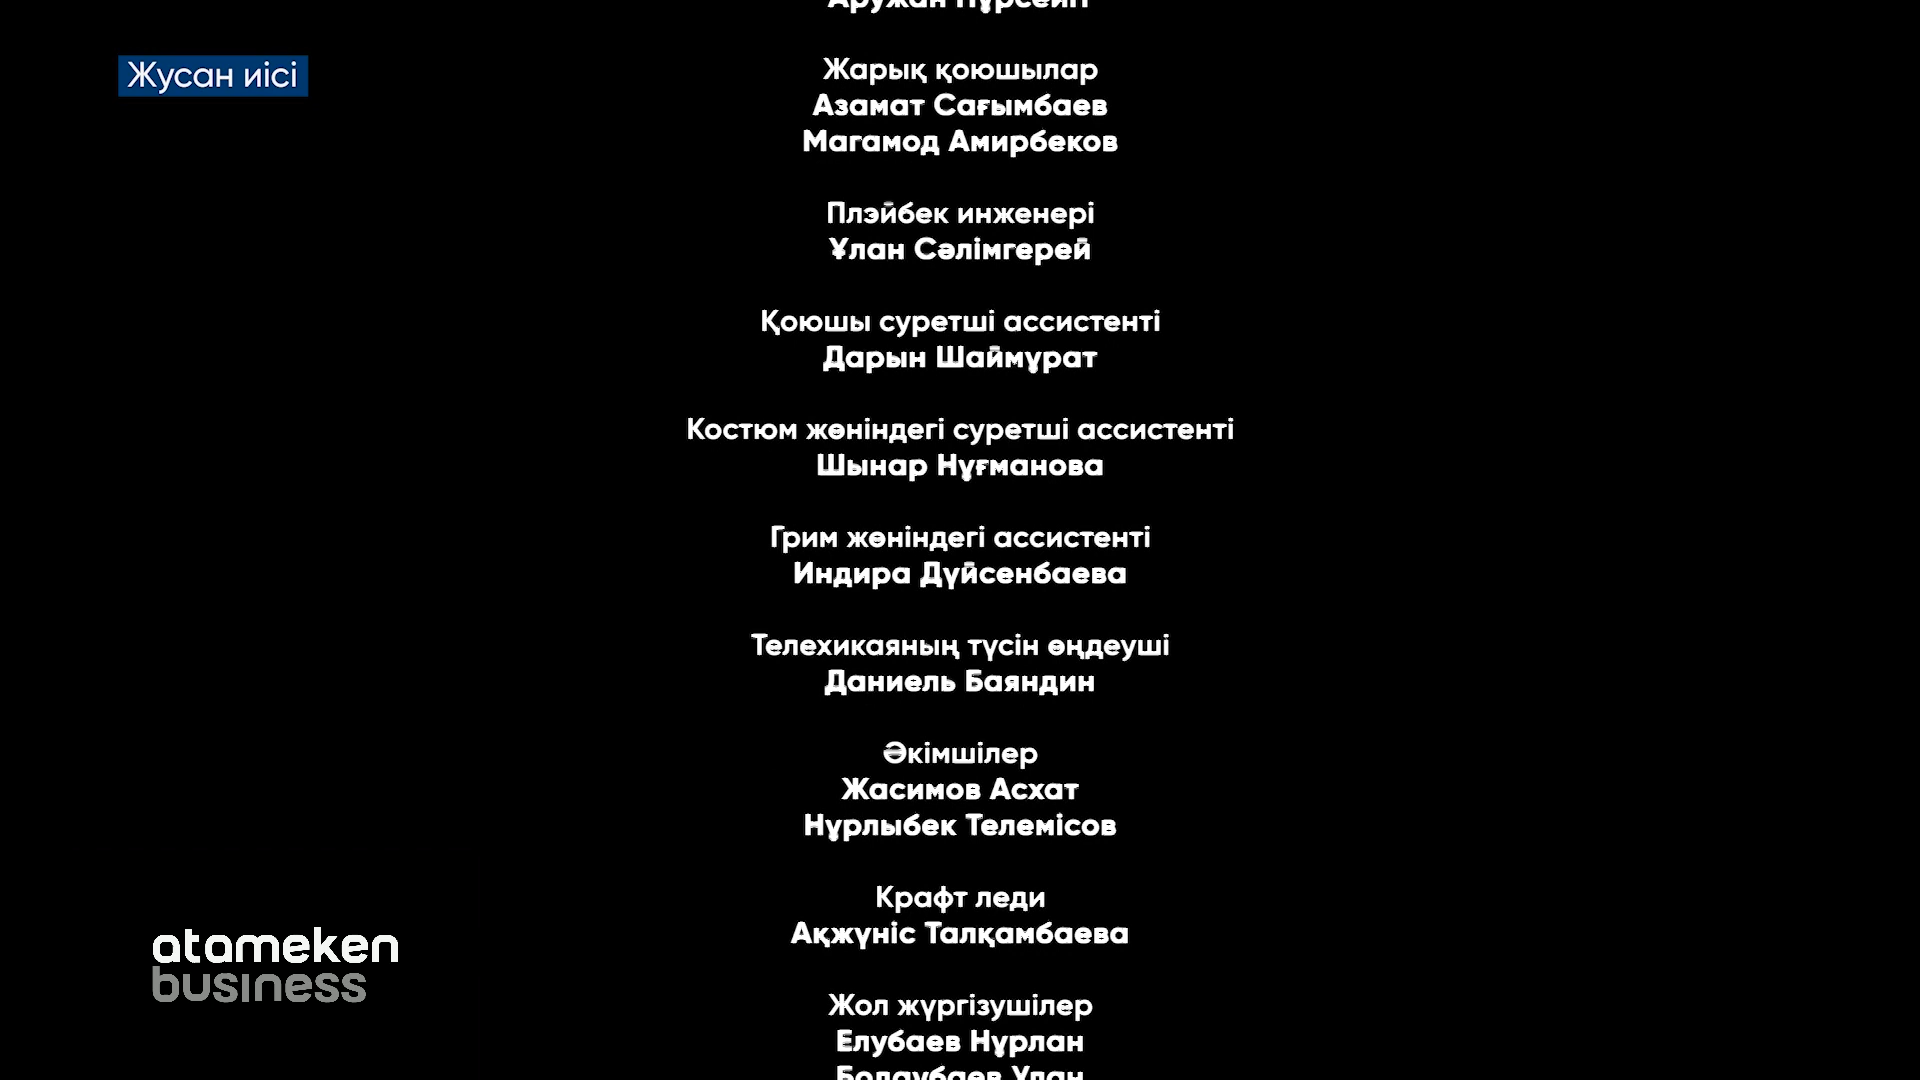 Жусан иісі
Жарық қоюшылар
Азамат Сағымбаев
Магамод Амирбеков
Плэйбек инженері
Ұлан Сәлімгерей
Қоюшы суретші ассистенті
Дарын Шаймұрат
Костюм жөніндегі суретші ассистенті
Шынар Нұғманова
Грим жөніндегі ассистенті
Индира Дүйсенбаева
Телехикаяның түсін өңдеуші
Даниель Баяндин
Әкімшілер
Жасимов Асхат
Нұрлыбек Телемісов
Крафт леди
Ақжүніс Талқамбаева
Жол жүргізушілер
Елубаев Нұрлан
atameken
business